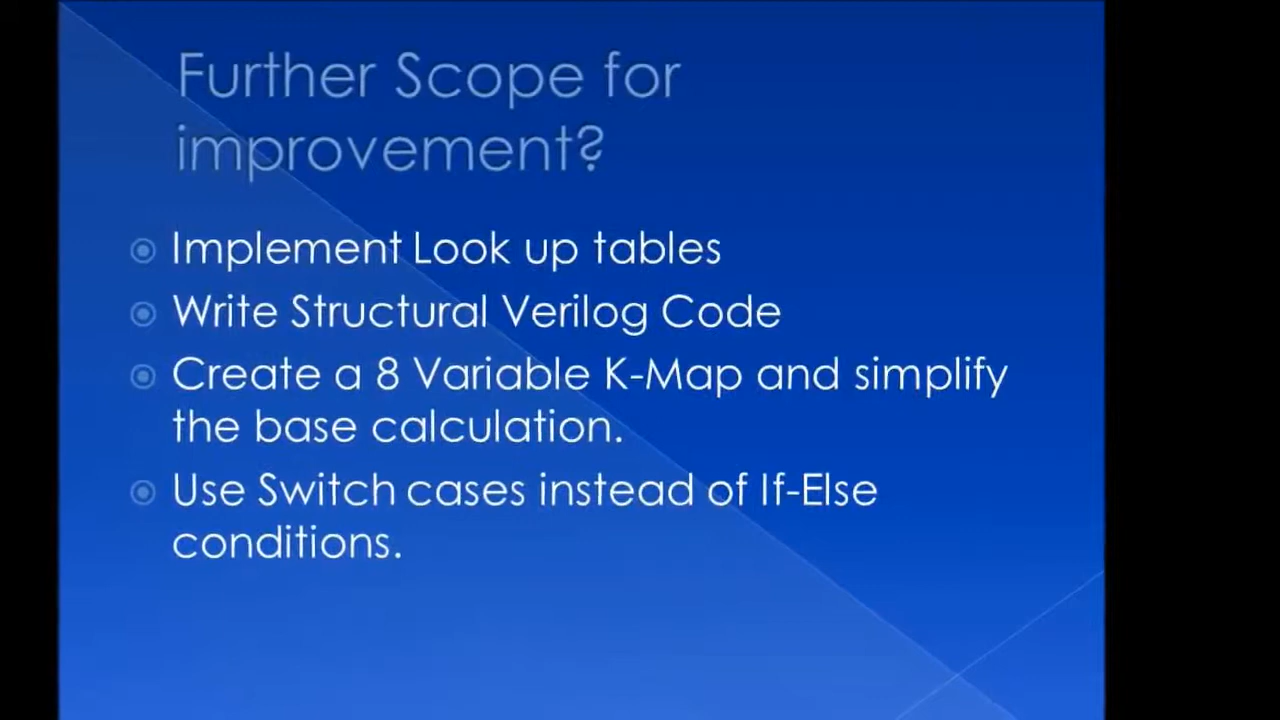 Further Scope for
improvement?
Implement Look up tables
Write Structural Verilog Code
Create a 8 Variable K-Map and simplify
the base calculation.
Use Switch cases instead of If-Else
conditions.